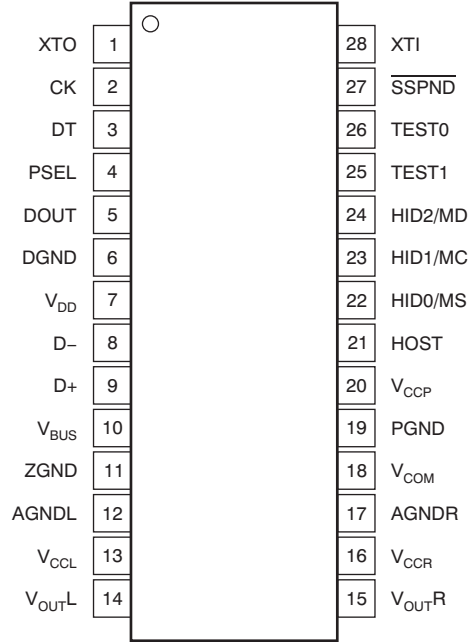 XTO 1 28 XTI
CK 2 27 SSPND
DT 3 26 TEST0
PSEL 4 25 TEST1
DOUT 5 24 HID2/MD
DGND 6 23 HID1/MC
VDD 7 22 HID0/MS
D− 8 21 HOST
D+ 9 20 VCCP
VBUS 10 19 PGND
ZGND 11 18 VCOM
AGNDL 12 17 AGNDR
VCCL 13 16 VCCR
VOUTL 14 15 VOUTR